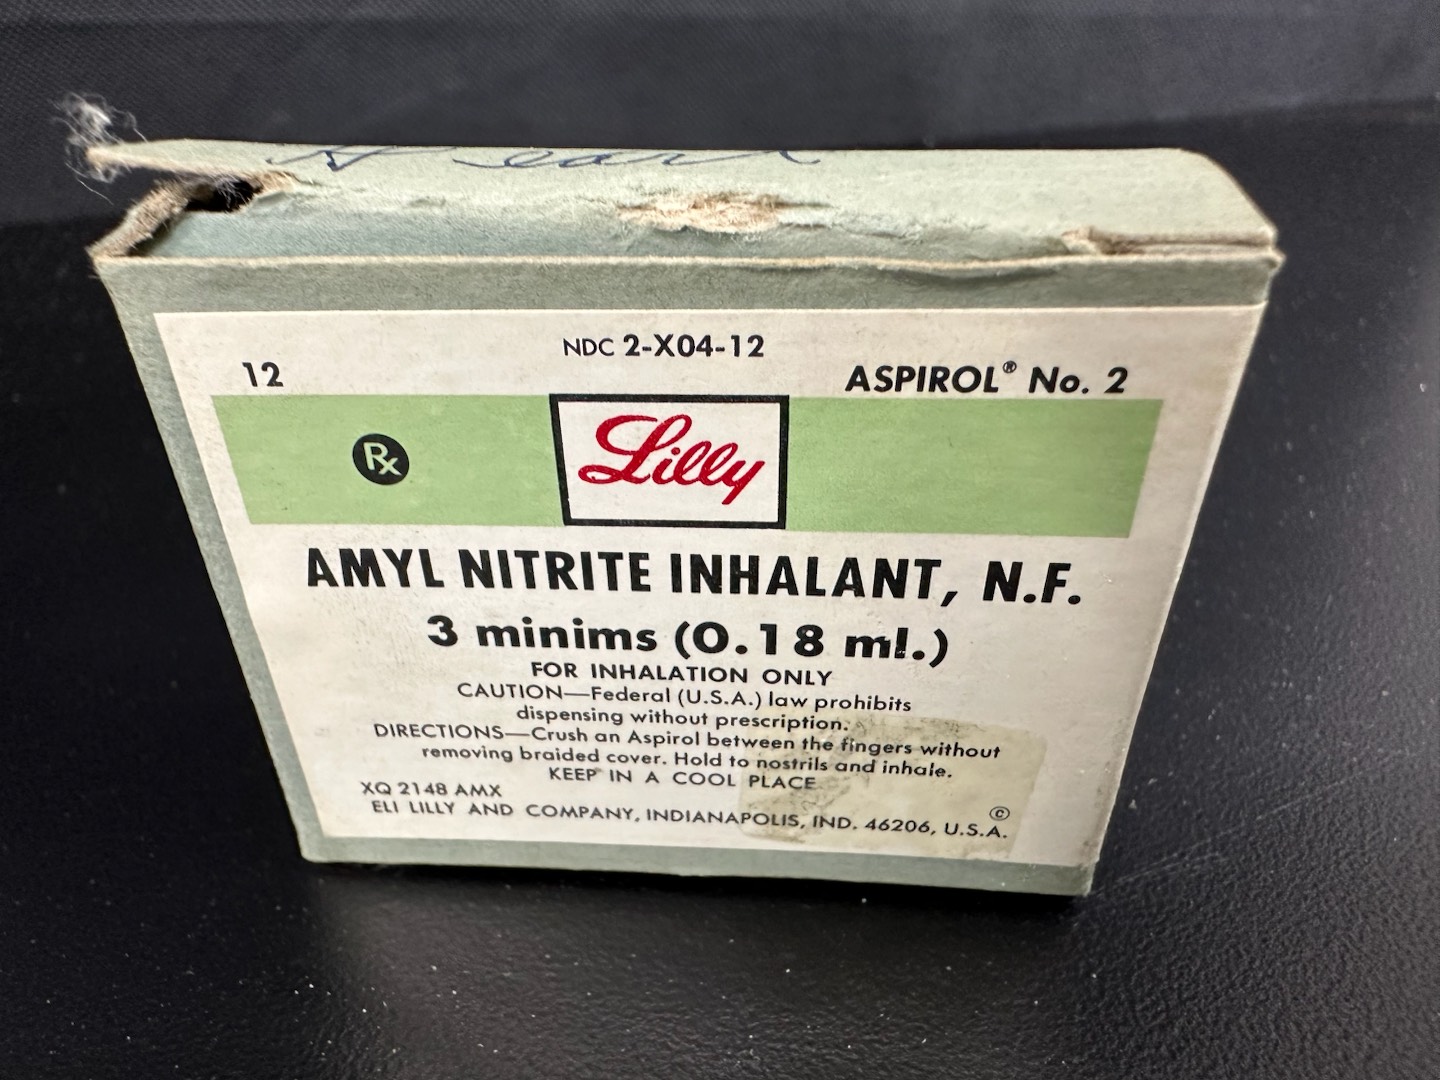 Heart
NDC 2-X04-12
12 ASPIROL® No. 2
Rx Lilly
AMYL NITRITE INHALANT, N.F.
3 minims (0.18 ml.)
FOR INHALATION ONLY
CAUTION—Federal (U.S.A.) law prohibits
dispensing without prescription.
DIRECTIONS—Crush an Aspirol between the fingers without
removing braided cover. Hold to nostrils and inhale.
KEEP IN A COOL PLACE
XQ 2148 AMX
©
ELI LILLY AND COMPANY, INDIANAPOLIS, IND. 46206, U.S.A.